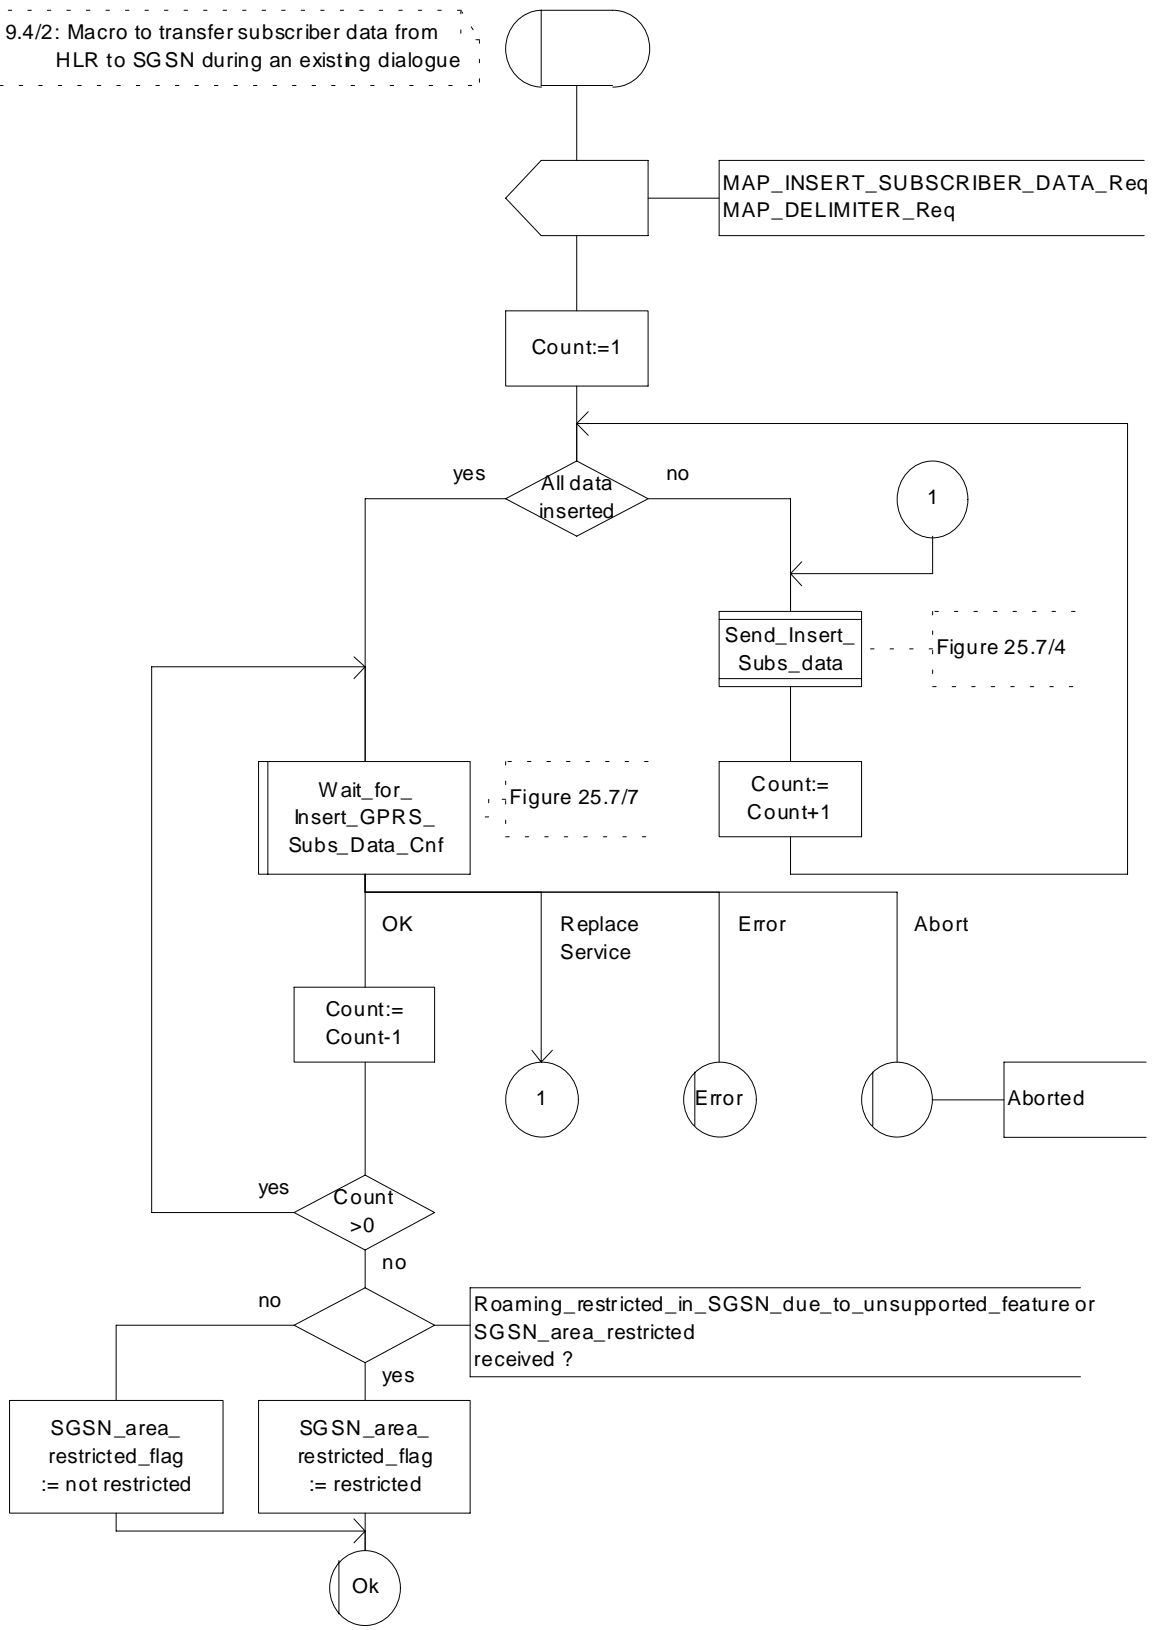 9.4/2: Macro to transfer subscriber data from
HLR to SGSN during an existing dialogue
MAP_INSERT_SUBSCRIBER_DATA_Req
MAP_DELIMITER_Req
Count:=1
yes
All data
inserted
no
1
Send_Insert_
Subs_data
Figure 25.7/4
Wait_for_
Insert_GPRS_
Subs_Data_Cnf
Figure 25.7/7
Count:=
Count+1
OK
Replace
Service
Error
Abort
Count:=
Count-1
1
Error
Aborted
yes
Count
>0
no
no
Roaming_restricted_in_SGSN_due_to_unsupported_feature or
SGSN_area_restricted
received ?
yes
SGSN_area_
restricted_flag
:= not restricted
SGSN_area_
restricted_flag
:= restricted
Ok